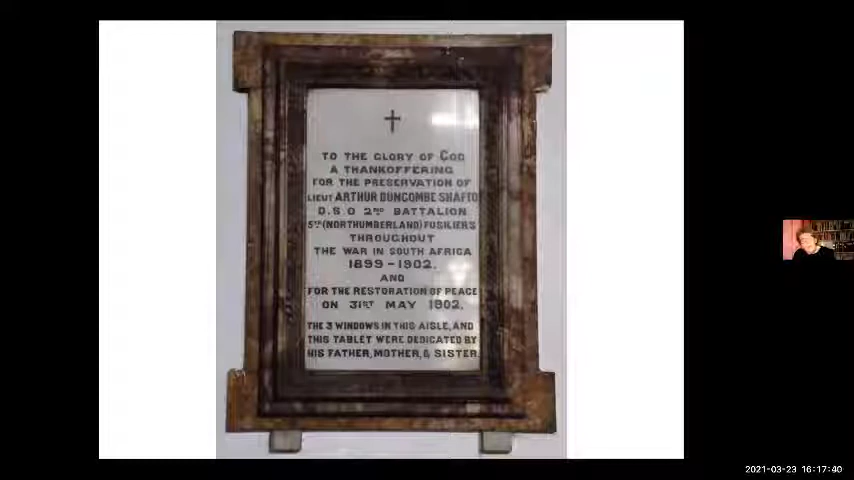 TO THE GLORY OF GOD
A THANKOFFERING
FOR THE PRESERVATION OF
LIEUT ARTHUR DUNCOMBE SHAFTO
D.S.O 2ND BATTALION
5TH (NORTHUMBERLAND) FUSILIERS
THROUGHOUT
THE WAR IN SOUTH AFRICA
1899-1902.
AND
FOR THE RESTORATION OF PEACE
ON 31ST MAY 1902.
THE 3 WINDOWS IN THIS AISLE, AND
THIS TABLET WERE DEDICATED BY
HIS FATHER, MOTHER, & SISTER.
2021-03-23 16:17:40